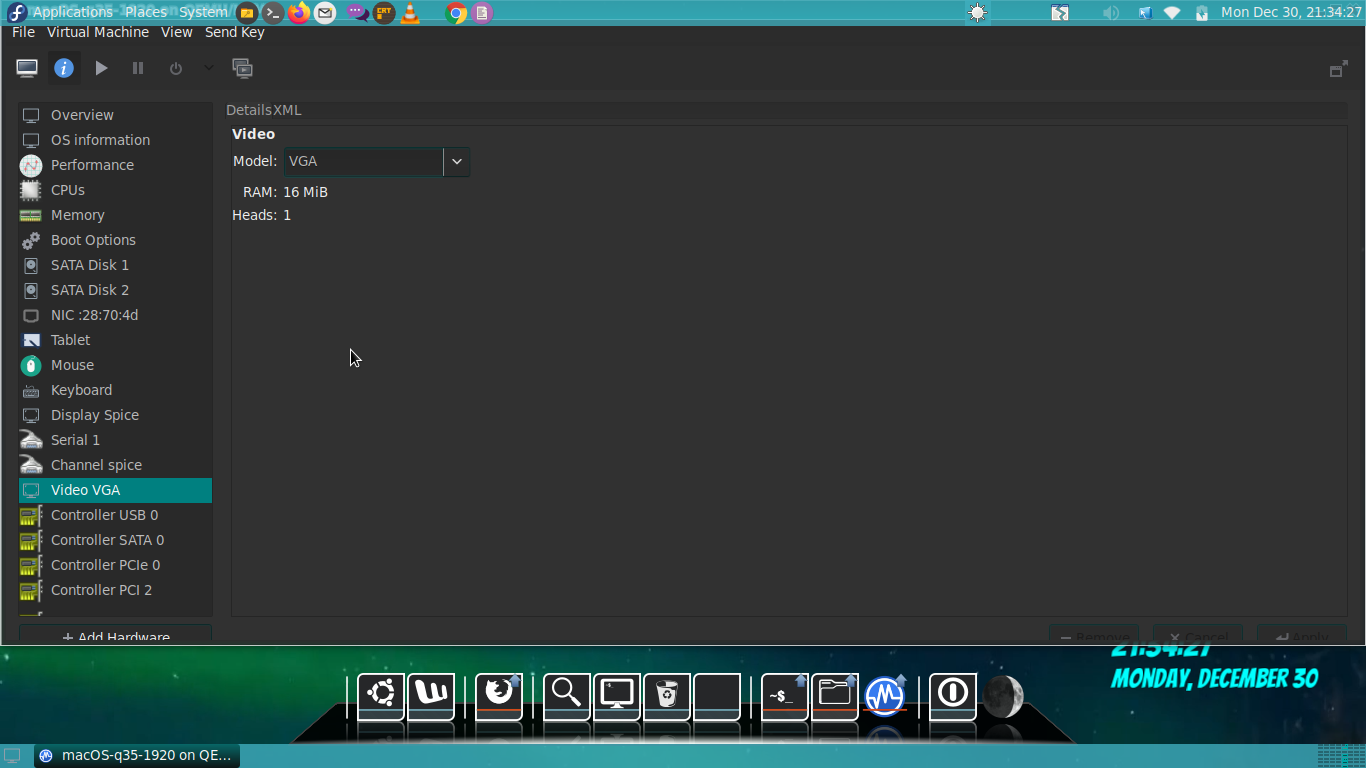 Applications Places System
Mon Dec 30, 21:34:27
File Virtual Machine View Send Key
Overview
OS information
Performance
CPUs
Memory
Boot Options
SATA Disk 1
SATA Disk 2
NIC :28:70:4d
Tablet
Mouse
Keyboard
Display Spice
Serial 1
Channel spice
Video VGA
Controller USB 0
Controller SATA 0
Controller PCIe 0
Controller PCI 2
+ Add Hardware
Details XML
Video
Model: VGA
RAM: 16 MiB
Heads: 1
Remove Cancel Apply
21:34:27
MONDAY, DECEMBER 30
~$_
macOS-q35-1920 on QE...